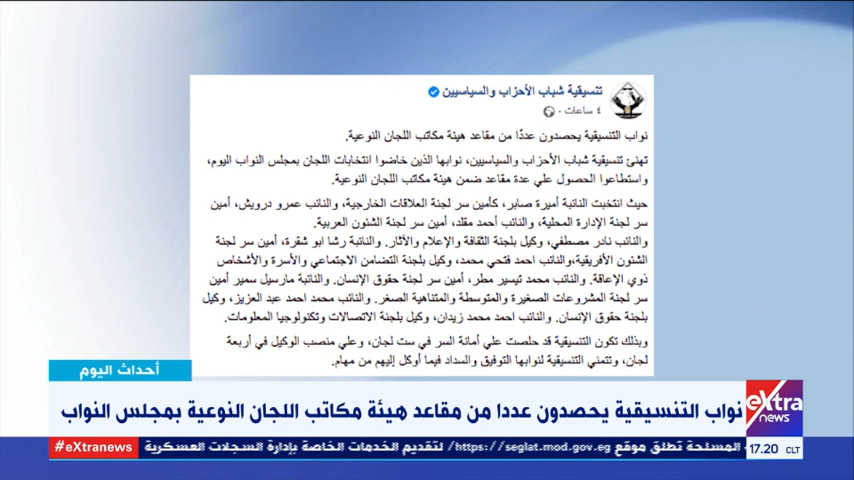 تنسيقية شباب الأحزاب والسياسيين
٤ ساعات ·
نواب التنسيقية يحصدون عددًا من مقاعد هيئة مكاتب اللجان النوعية.
تهنئ تنسيقية شباب الأحزاب والسياسيين، نوابها الذين خاضوا انتخابات اللجان بمجلس النواب اليوم،
واستطاعوا الحصول علي عدة مقاعد ضمن هيئة مكاتب اللجان النوعية.
حيث انتخبت النائبة أميرة صابر، كأمين سر لجنة العلاقات الخارجية، والنائب عمرو درويش، أمين
سر لجنة الإدارة المحلية، والنائب أحمد مقلد، أمين سر لجنة الشئون العربية.
والنائب نادر مصطفي، وكيل بلجنة الثقافة والإعلام والآثار. والنائبة رشا ابو شقرة، أمين سر لجنة
الشئون الأفريقية،والنائب احمد فتحي محمد، وكيل بلجنة التضامن الاجتماعي والأسرة والأشخاص
ذوي الإعاقة. والنائب محمد تيسير مطر، أمين سر لجنة حقوق الإنسان. والنائبة مارسيل سمير أمين
سر لجنة المشروعات الصغيرة والمتوسطة والمتناهية الصغر. والنائب محمد احمد عبد العزيز، وكيل
بلجنة حقوق الإنسان. والنائب احمد محمد زيدان، وكيل بلجنة الاتصالات وتكنولوجيا المعلومات.
وبذلك تكون التنسيقية قد حلصت علي أمانة السر في ست لجان، وعلي منصب الوكيل في أربعة
لجان، وتتمني التنسيقية لنوابها التوفيق والسداد فيما أوكل إليهم من مهام.
أحداث اليوم
نواب التنسيقية يحصدون عددا من مقاعد هيئة مكاتب اللجان النوعية بمجلس النواب
eXtra
news
المسلحة تطلق موقع https://seglat.mod.gov.eg/ لتقديم الخدمات الخاصة بإدارة السجلات العسكرية
#eXtranews
17.20 CLT